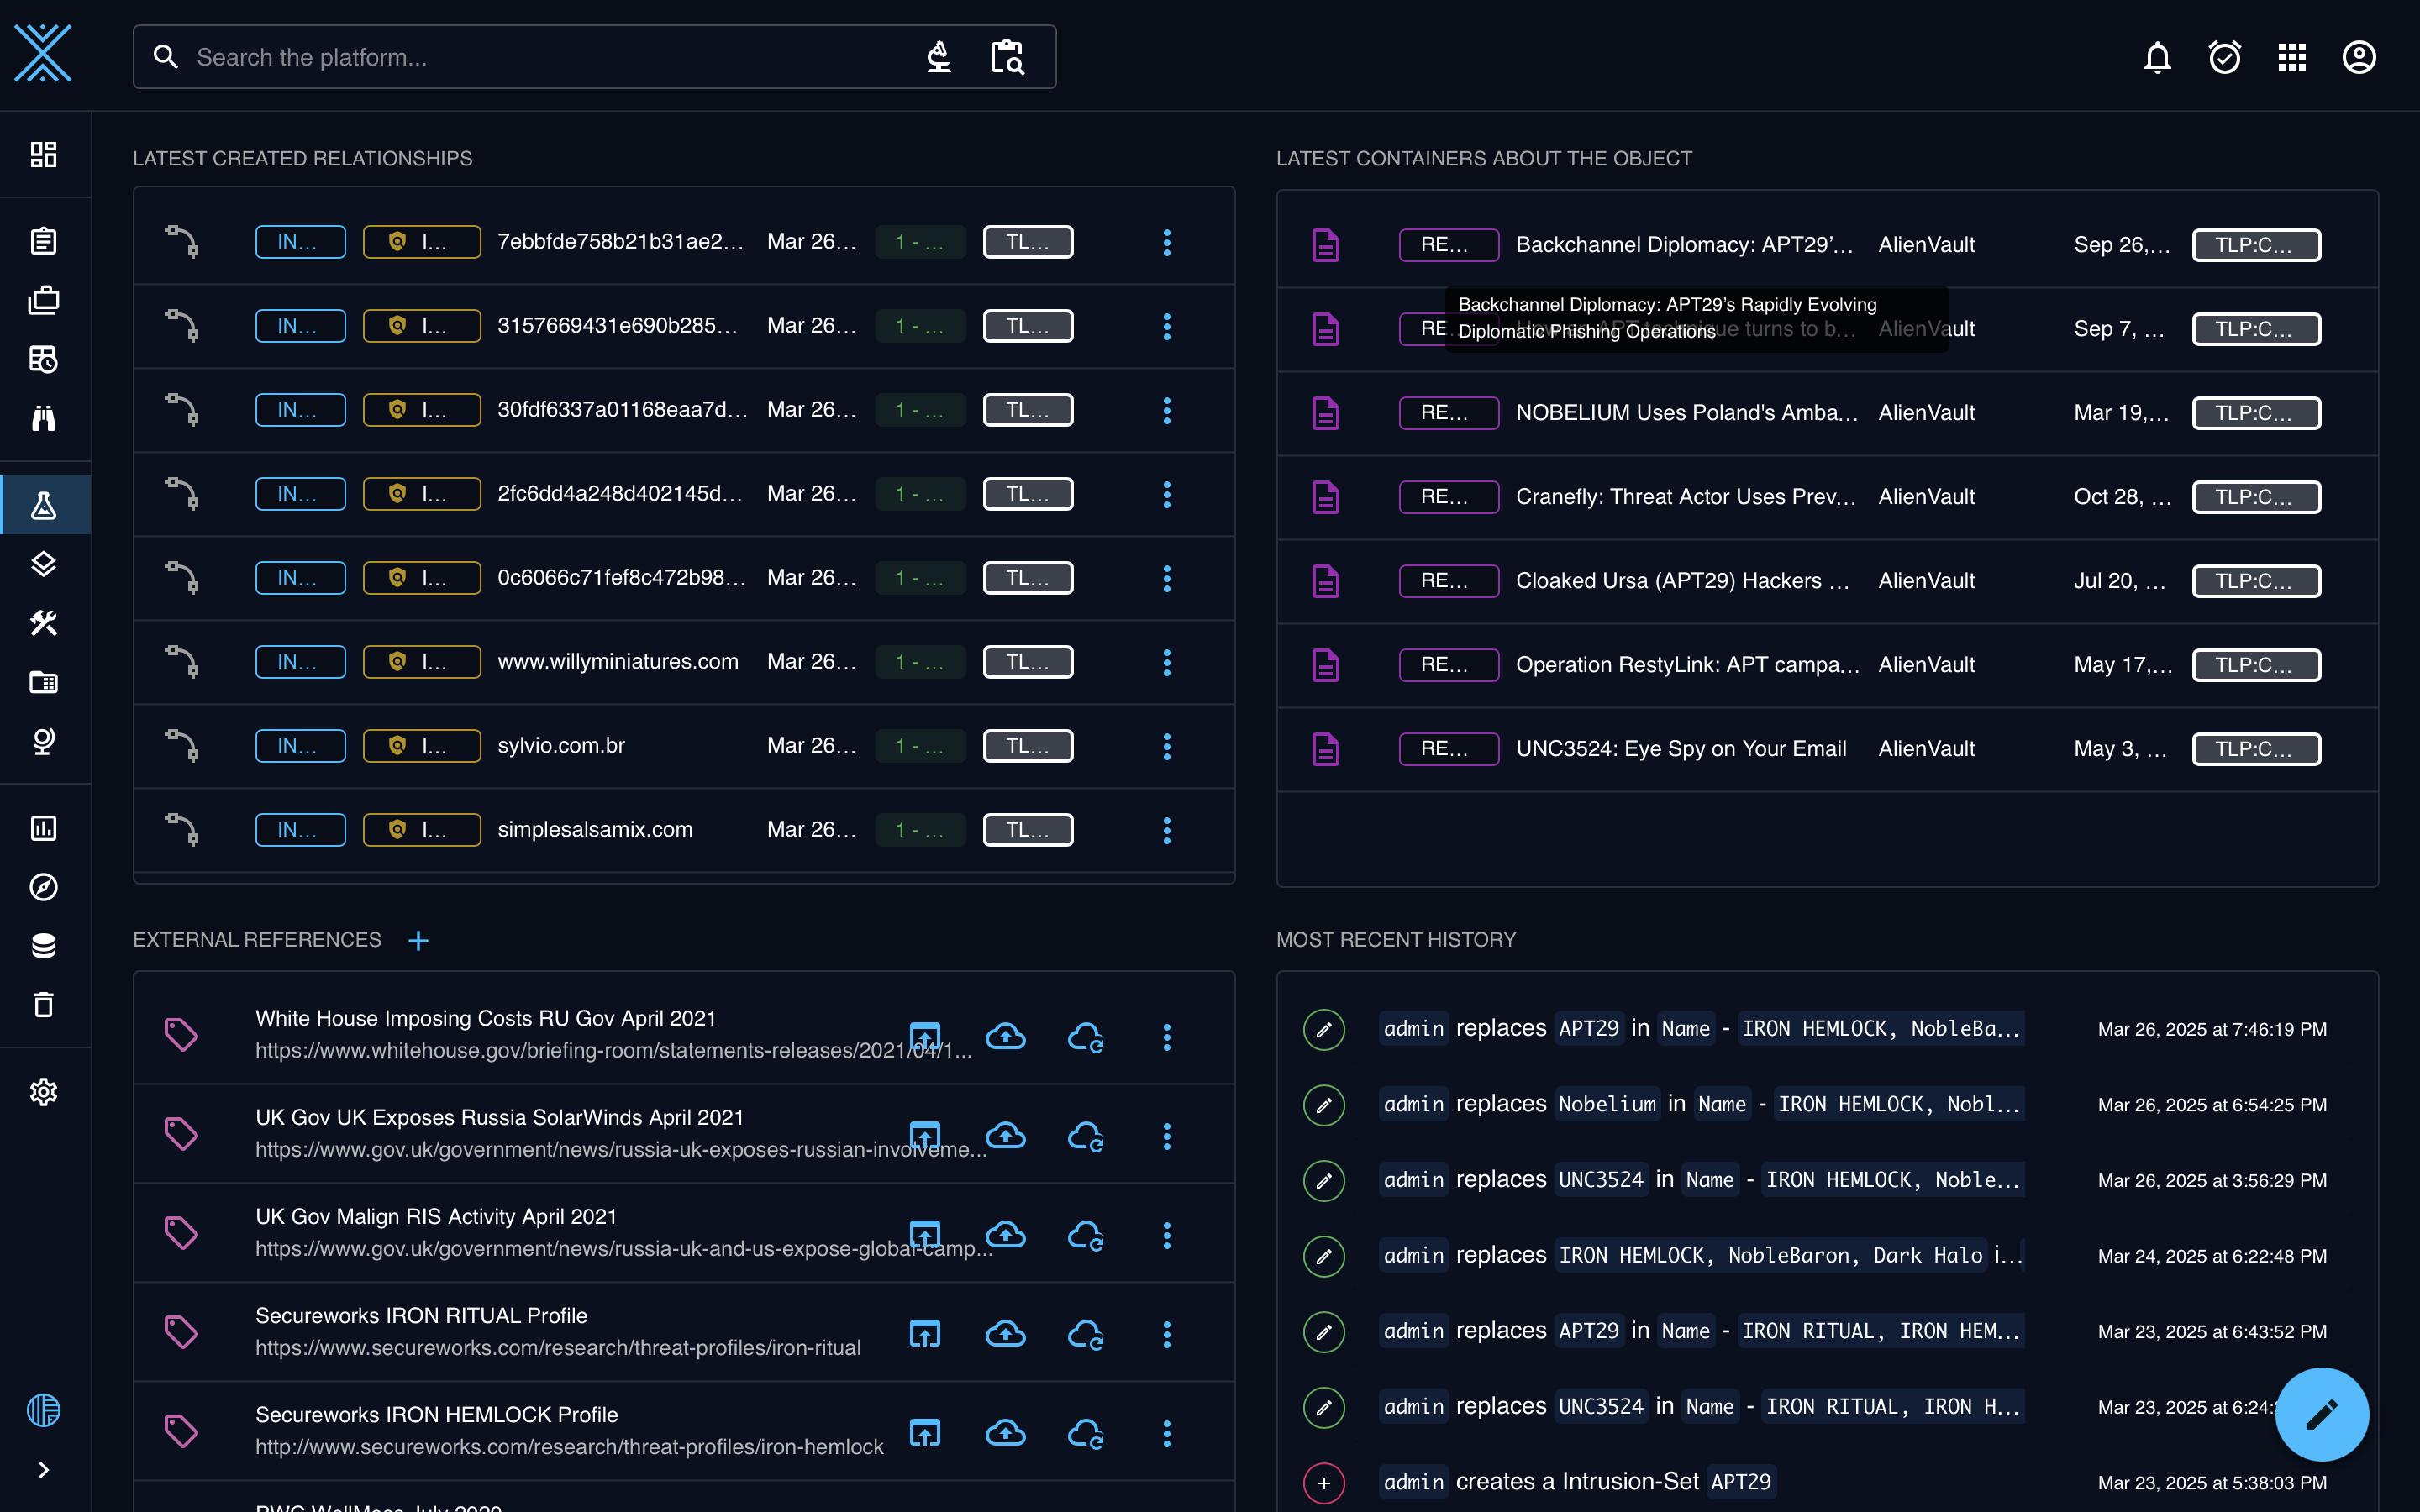 Search the platform...
LATEST CREATED RELATIONSHIPS
IN... I... 7ebbfde758b21b31ae2... Mar 26... 1 - ... TL...
IN... I... 3157669431e690b285... Mar 26... 1 - ... TL...
IN... I... 30fdf6337a01168eaa7d... Mar 26... 1 - ... TL...
IN... I... 2fc6dd4a248d402145d... Mar 26... 1 - ... TL...
IN... I... 0c6066c71fef8c472b98... Mar 26... 1 - ... TL...
IN... I... www.willyminiatures.com Mar 26... 1 - ... TL...
IN... I... sylvio.com.br Mar 26... 1 - ... TL...
IN... I... simplesalsamix.com Mar 26... 1 - ... TL...
LATEST CONTAINERS ABOUT THE OBJECT
RE... Backchannel Diplomacy: APT29’... AlienVault Sep 26,... TLP:C...
Backchannel Diplomacy: APT29’s Rapidly Evolving
Diplomatic Phishing Operations
RE... technique turns to b... AlienVault Sep 7, ... TLP:C...
RE... NOBELIUM Uses Poland's Amba... AlienVault Mar 19,... TLP:C...
RE... Cranefly: Threat Actor Uses Prev... AlienVault Oct 28, ... TLP:C...
RE... Cloaked Ursa (APT29) Hackers ... AlienVault Jul 20, ... TLP:C...
RE... Operation RestyLink: APT campa... AlienVault May 17,... TLP:C...
RE... UNC3524: Eye Spy on Your Email AlienVault May 3, ... TLP:C...
EXTERNAL REFERENCES
White House Imposing Costs RU Gov April 2021
https://www.whitehouse.gov/briefing-room/statements-releases/2021/04/1...
UK Gov UK Exposes Russia SolarWinds April 2021
https://www.gov.uk/government/news/russia-uk-exposes-russian-involveme...
UK Gov Malign RIS Activity April 2021
https://www.gov.uk/government/news/russia-uk-and-us-expose-global-camp...
Secureworks IRON RITUAL Profile
https://www.secureworks.com/research/threat-profiles/iron-ritual
Secureworks IRON HEMLOCK Profile
http://www.secureworks.com/research/threat-profiles/iron-hemlock
MOST RECENT HISTORY
admin replaces APT29 in Name - IRON HEMLOCK, NobleBa... Mar 26, 2025 at 7:46:19 PM
admin replaces Nobelium in Name - IRON HEMLOCK, Nobl... Mar 26, 2025 at 6:54:25 PM
admin replaces UNC3524 in Name - IRON HEMLOCK, Noble... Mar 26, 2025 at 3:56:29 PM
admin replaces IRON HEMLOCK, NobleBaron, Dark Halo i... Mar 24, 2025 at 6:22:48 PM
admin replaces APT29 in Name - IRON RITUAL, IRON HEM... Mar 23, 2025 at 6:43:52 PM
admin replaces UNC3524 in Name - IRON RITUAL, IRON H... Mar 23, 2025 at 6:24:
admin creates a Intrusion-Set APT29 Mar 23, 2025 at 5:38:03 PM